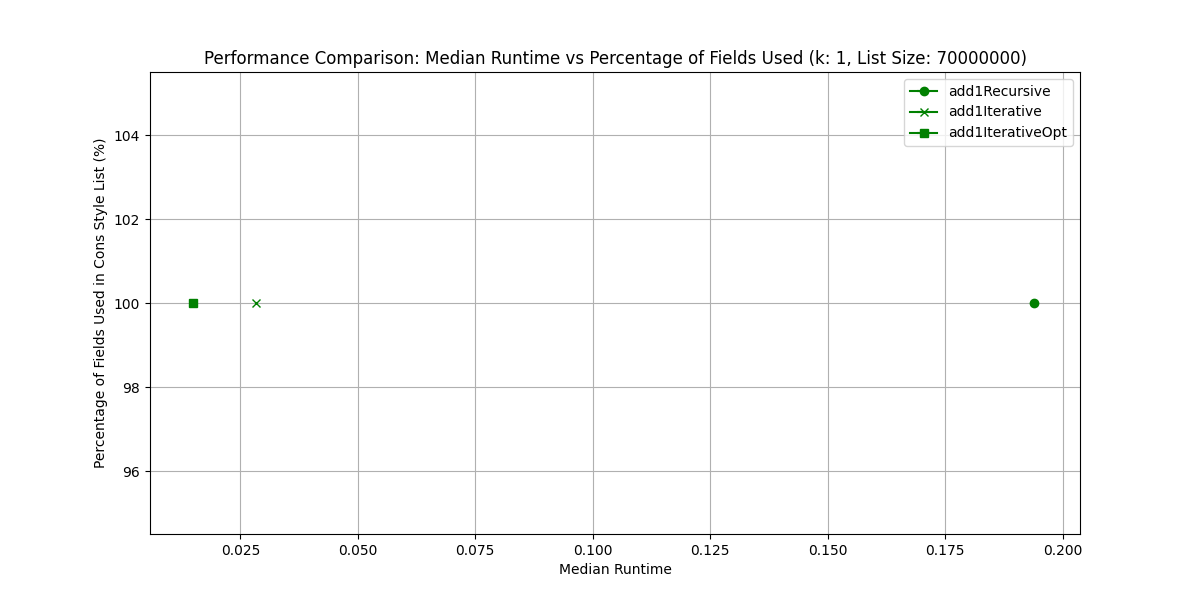 Performance Comparison: Median Runtime vs Percentage of Fields Used (k: 1, List Size: 70000000)
add1Recursive
add1Iterative
add1IterativeOpt
Percentage of Fields Used in Cons Style List (%)
104
102
100
98
96
0.025
0.050
0.075
0.100
0.125
0.150
0.175
0.200
Median Runtime